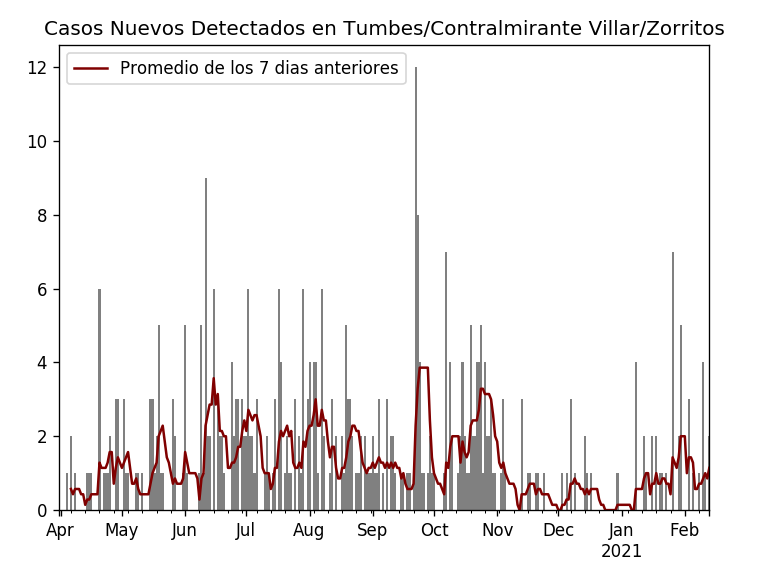 Casos Nuevos Detectados en Tumbes/Contralmirante Villar/Zorritos
Promedio de los 7 dias anteriores
12
10
8
6
4
2
0
Apr May Jun Jul Aug Sep Oct Nov Dec Jan Feb
2021